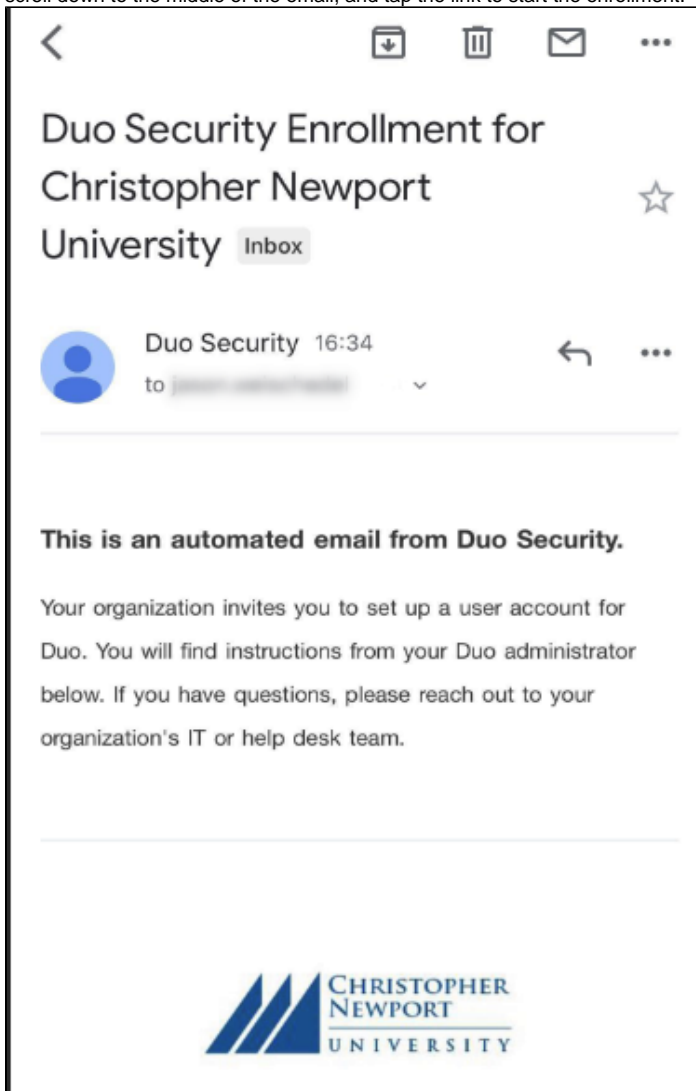 scroll down to the middle of the email, and tap the link to start the enrollment.
Duo Security Enrollment for
Christopher Newport
University Inbox
Duo Security 16:34
to
This is an automated email from Duo Security.
Your organization invites you to set up a user account for
Duo. You will find instructions from your Duo administrator
below. If you have questions, please reach out to your
organization's IT or help desk team.
CHRISTOPHER
NEWPORT
UNIVERSITY